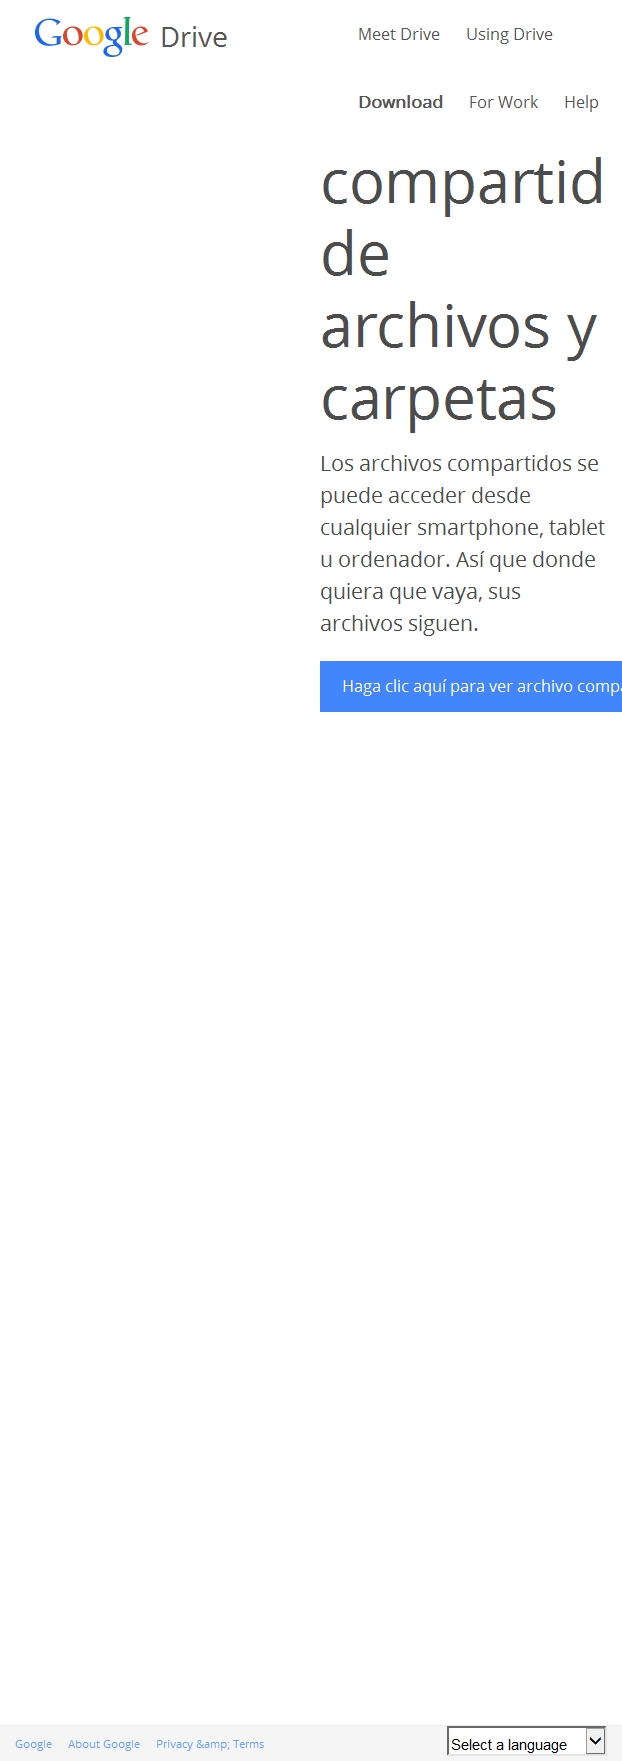 Google Drive
Meet Drive Using Drive
Download For Work Help
compartid
de
archivos y
carpetas
Los archivos compartidos se
puede acceder desde
cualquier smartphone, tablet
u ordenador. Así que donde
quiera que vaya, sus
archivos siguen.
Haga clic aquí para ver archivo comp
Google About Google Privacy &amp; Terms
Select a language